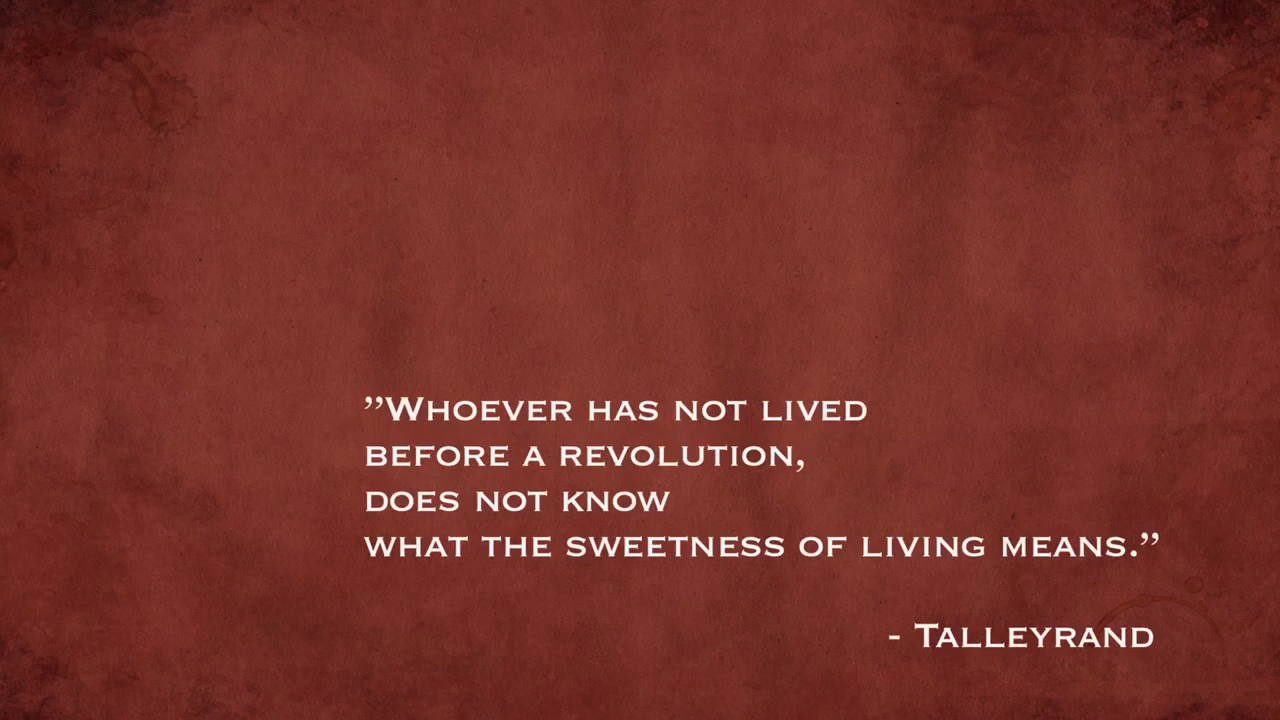 ”Whoever has not lived
before a revolution,
does not know
what the sweetness of living means.”
- Talleyrand